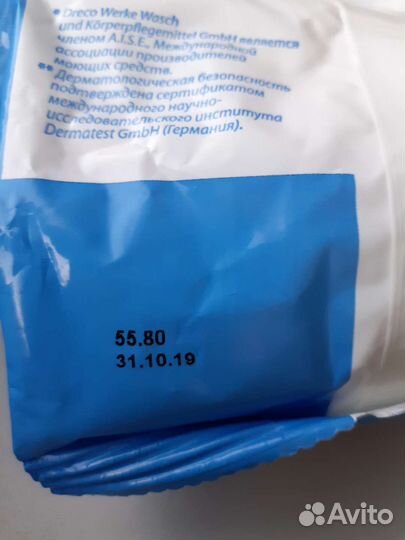 * Dreco Werke Wasch
und Körperpflegemittel GmbH является
членом A.I.S.E., Международной
ассоциации производителей
моющих средств.
** Дерматологическая безопасность
подтверждена сертификатом
международного научно-
исследовательского института
Dermatest GmbH (Германия).
55.80
31.10.19
Avito